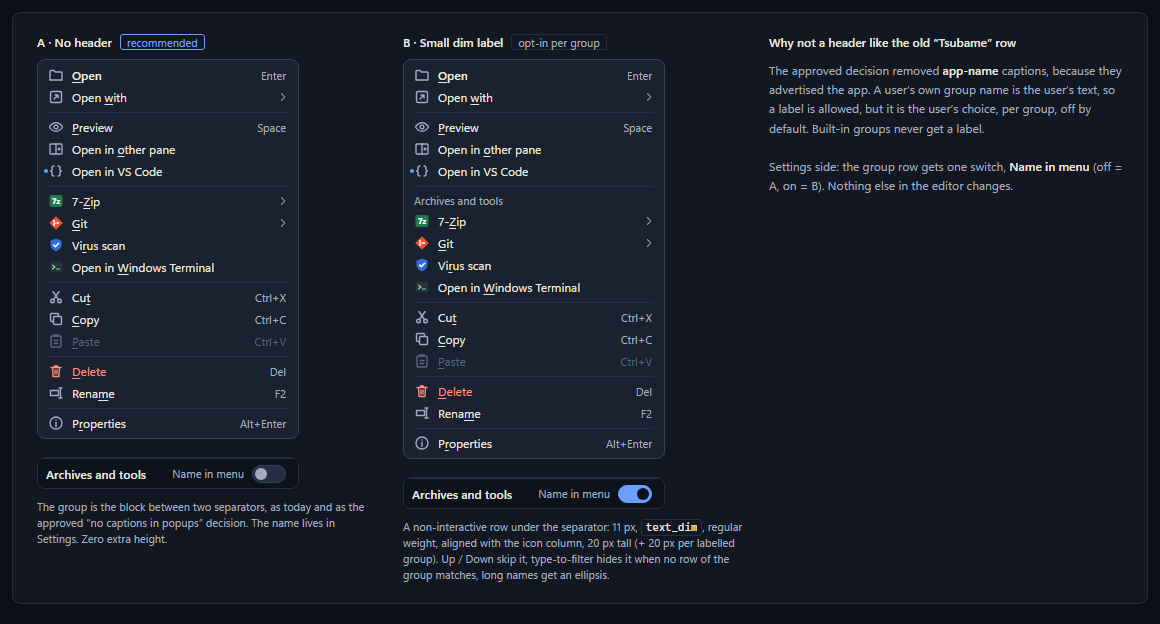 A · No header recommended
Open Enter
Open with
Preview Space
Open in other pane
Open in VS Code
7-Zip
Git
Virus scan
Open in Windows Terminal
Cut Ctrl+X
Copy Ctrl+C
Paste Ctrl+V
Delete Del
Rename F2
Properties Alt+Enter
Archives and tools Name in menu
The group is the block between two separators, as today and as the
approved “no captions in popups” decision. The name lives in
Settings. Zero extra height.
B · Small dim label opt-in per group
Open Enter
Open with
Preview Space
Open in other pane
Open in VS Code
Archives and tools
7-Zip
Git
Virus scan
Open in Windows Terminal
Cut Ctrl+X
Copy Ctrl+C
Paste Ctrl+V
Delete Del
Rename F2
Properties Alt+Enter
Archives and tools Name in menu
A non-interactive row under the separator: 11 px, text_dim, regular
weight, aligned with the icon column, 20 px tall (+ 20 px per labelled
group). Up / Down skip it, type-to-filter hides it when no row of the
group matches, long names get an ellipsis.
Why not a header like the old “Tsubame” row
The approved decision removed app-name captions, because they
advertised the app. A user’s own group name is the user’s text, so
a label is allowed, but it is the user’s choice, per group, off by
default. Built-in groups never get a label.
Settings side: the group row gets one switch, Name in menu (off =
A, on = B). Nothing else in the editor changes.